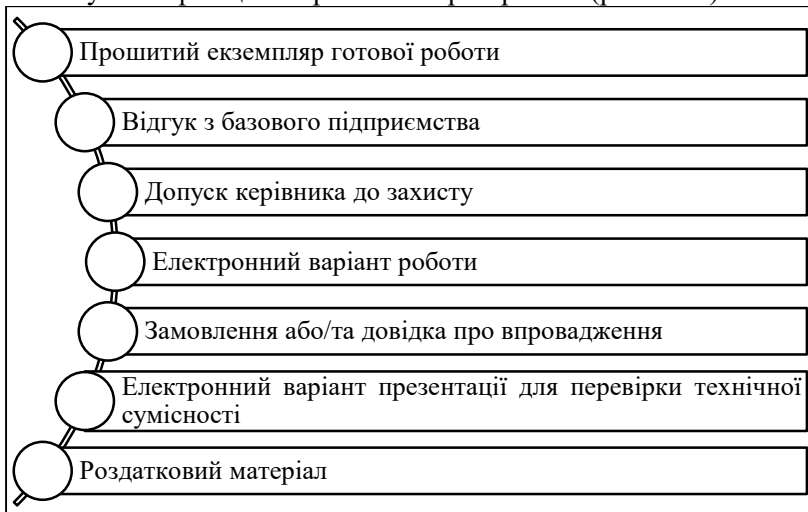 Прошитий екземпляр готової роботи
Відгук з базового підприємства
Допуск керівника до захисту
Електронний варіант роботи
Замовлення або/та довідка про впровадження
Електронний варіант презентації для перевірки технічної
сумісності
Роздатковий матеріал